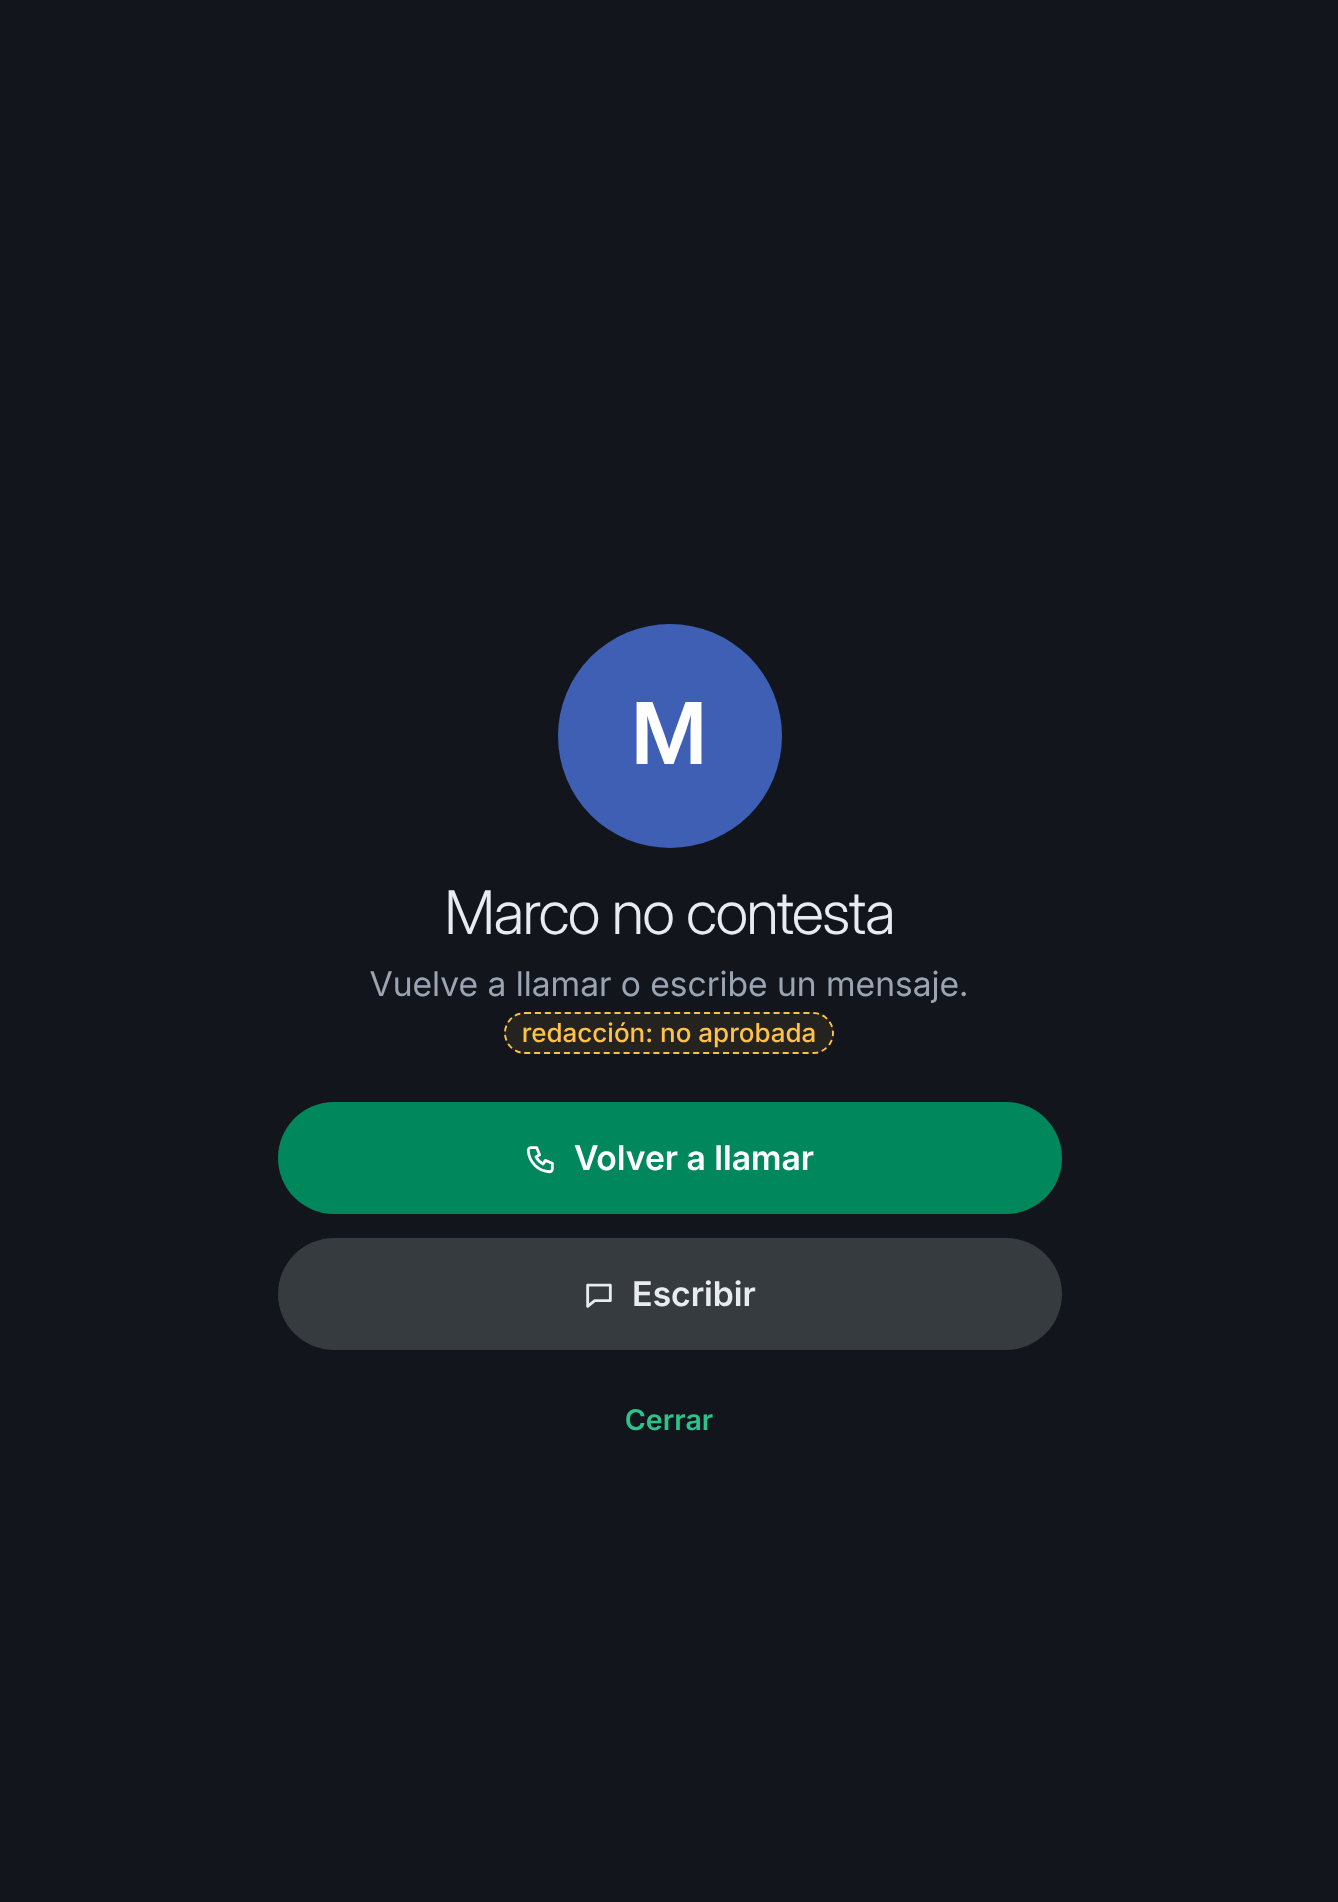 M
Marco no contesta
Vuelve a llamar o escribe un mensaje.
redacción: no aprobada
Volver a llamar
Escribir
Cerrar